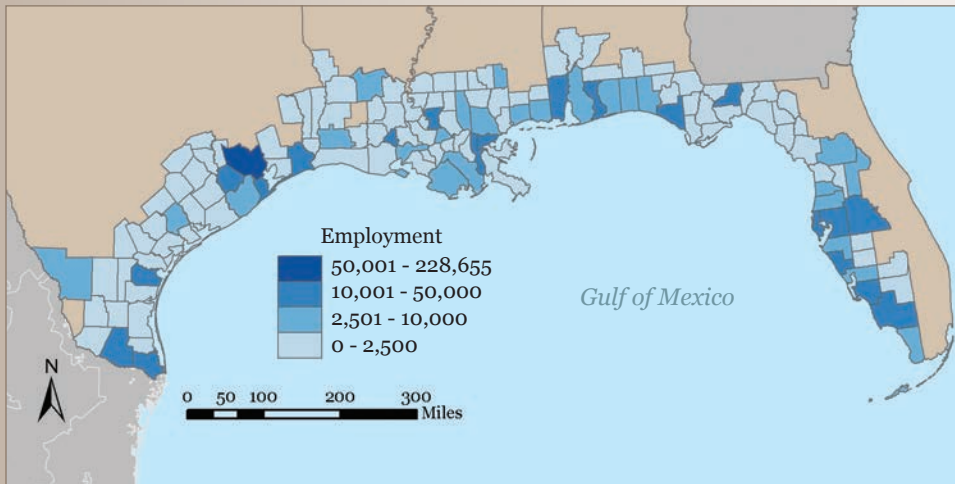 Employment
50,001 - 228,655
10,001 - 50,000
2,501 - 10,000
0 - 2,500
Gulf of Mexico
N
0 50 100 200 300
Miles